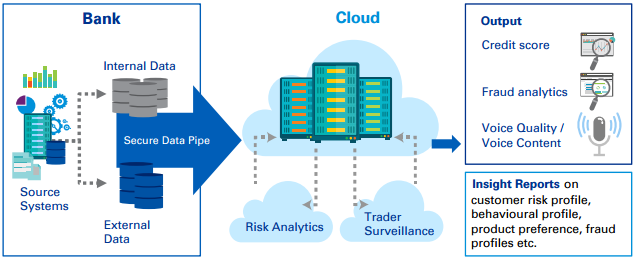 Bank
Internal Data
Secure Data Pipe
Source
Systems
External
Data
Cloud
Risk Analytics
Trader
Surveillance
Output
Credit score
Fraud analytics
Voice Quality /
Voice Content
Insight Reports on
customer risk profile,
behavioural profile,
product preference, fraud
profiles etc.